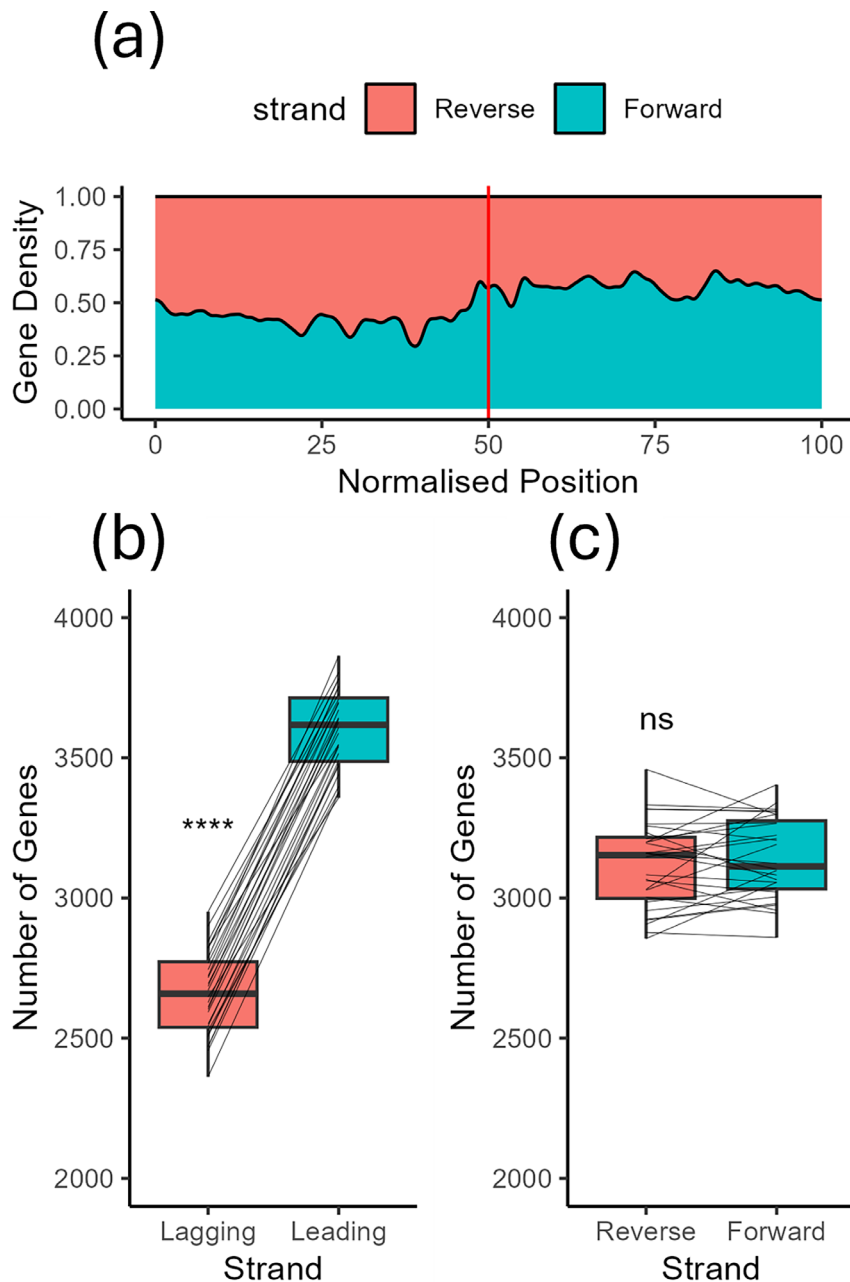 (a)
strand Reverse Forward
1.00
0.75
0.50
0.25
0.00
Gene Density
0 25 50 75 100
Normalised Position
(b)
4000
3500
3000
2500
2000
Number of Genes
****
Lagging Leading
Strand
(c)
4000
3500
3000
2500
2000
Number of Genes
ns
Reverse Forward
Strand